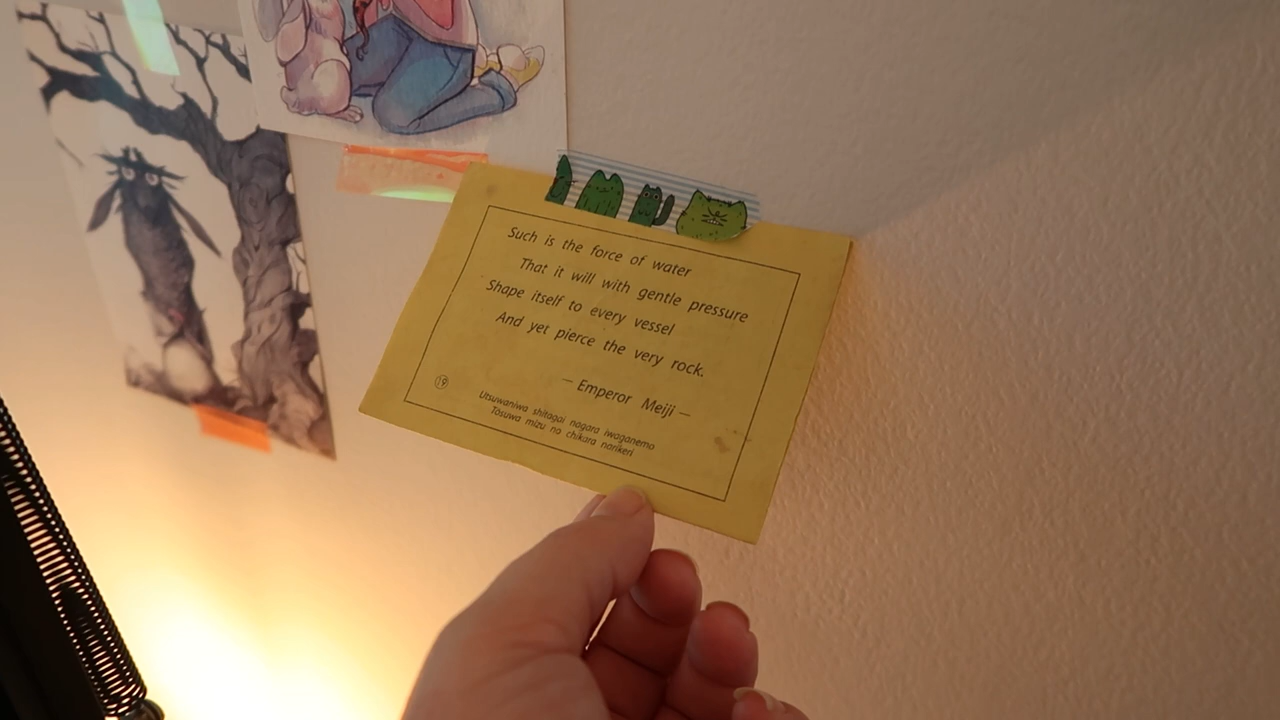 Such is the force of water
That it will with gentle pressure
Shape itself to every vessel
And yet pierce the very rock.
— Emperor Meiji —
19
Utsuwaniwa shitagai nagara iwaganemo
Tosuwa mizu no chikara narikeri